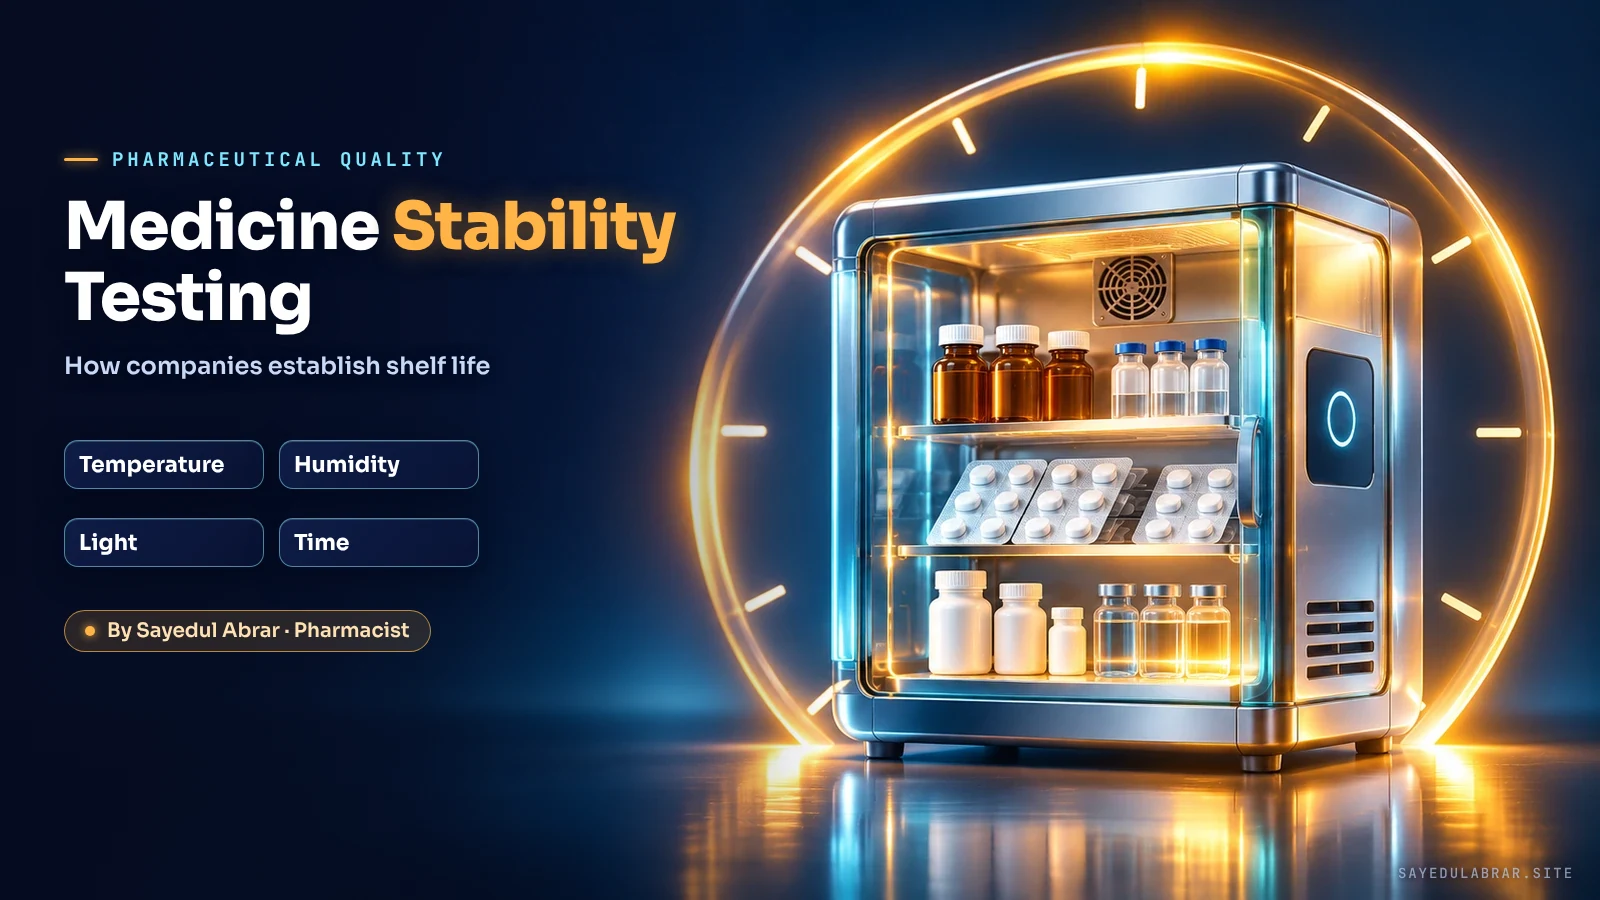 PHARMACEUTICAL QUALITY
Medicine Stability
Testing
How companies establish shelf life
Temperature
Humidity
Light
Time
By Sayedul Abrar · Pharmacist
SAYEDULABRAR.SITE